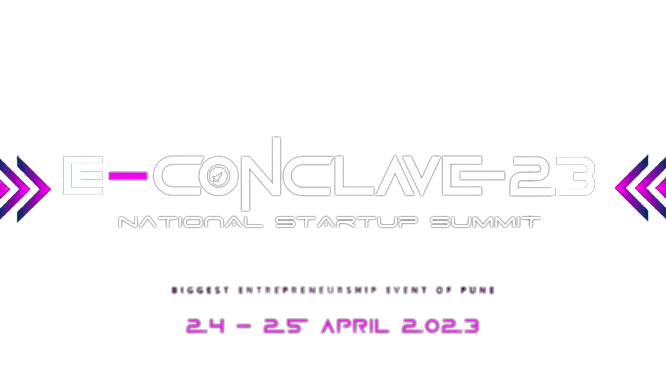 E-CONCLAVE-23
NATIONAL STARTUP SUMMIT
BIGGEST ENTREPRENEURSHIP EVENT OF PUNE
24 - 25 APRIL 2023